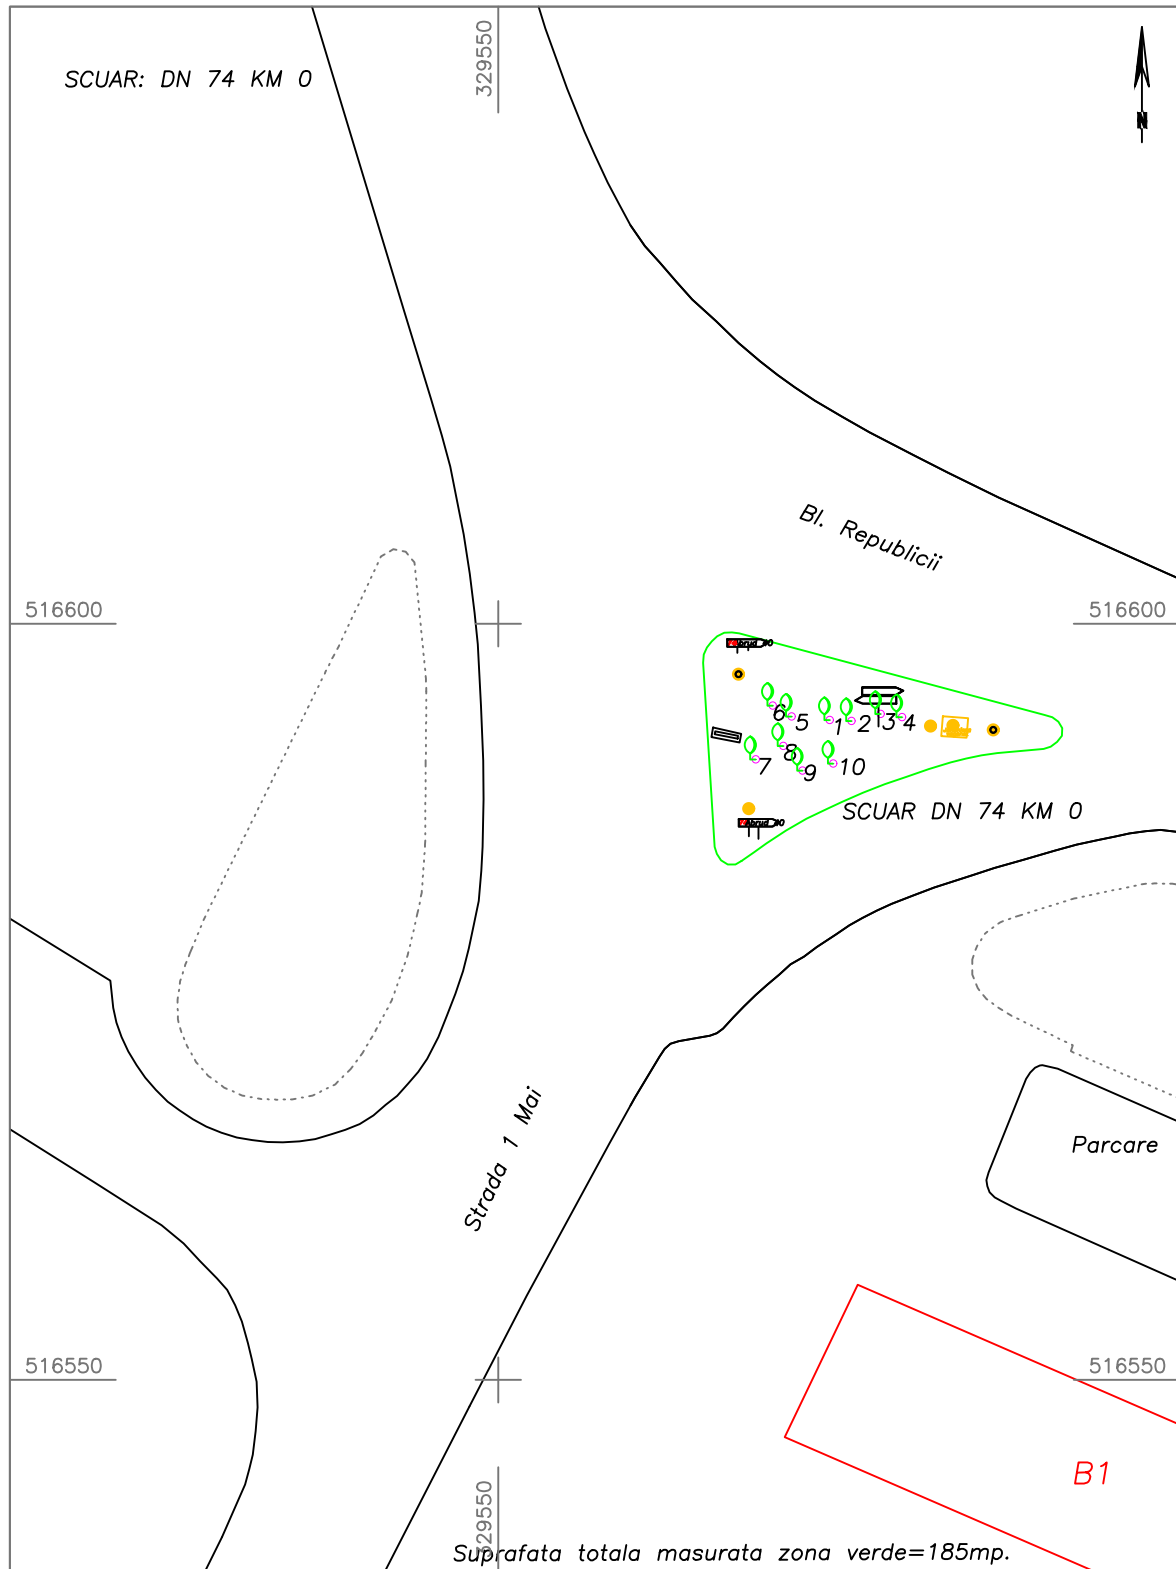 329550
SCUAR: DN 74 KM 0
N
Bl. Republicii
516600
516600
Abrud
6
5
1
2
3
4
8
7
9
10
SCUAR DN 74 KM 0
Abrud
Strada 1 Mai
Parcare
516550
516550
B1
329550
Suprafata totala masurata zona verde=185mp.